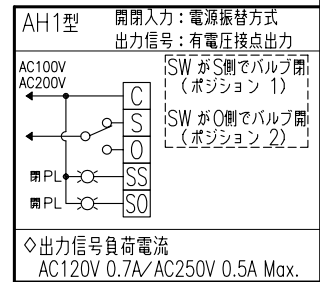 AH1型
開閉入力：電源振替方式
出力信号：有電圧接点出力
AC100V
AC200V
C
S
O
SS
SO
閉PL
開PL
SW がS側でバルブ閉
(ポジション 1)
SW がO側でバルブ開
(ポジション 2)
◇出力信号負荷電流
AC120V 0.7A/AC250V 0.5A Max.